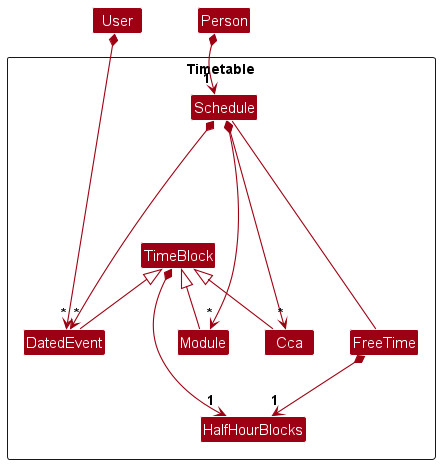 User
Person
Timetable
1
Schedule
TimeBlock
*
*
*
*
DatedEvent
Module
Cca
FreeTime
1
1
HalfHourBlocks